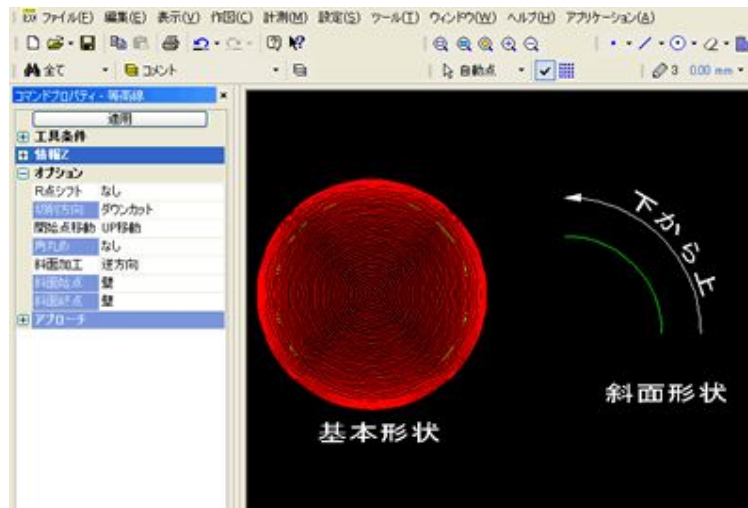 ファイル(F) 編集(E) 表示(V) 作図(C) 計測(M) 設定(S) ツール(T) ウィンドウ(W) ヘルプ(H) アプリケーション(A)
全て コメント 自動点 3 0.00 mm
コマンドプロパティ - 等高線
適用
工具条件
情報Z
オプション
R点シフト なし
切削方向 ダウンカット
開始点移動 UP移動
角丸め なし
斜面加工 逆方向
斜面始点 壁
斜面終点 壁
アプローチ
下から上
斜面形状
基本形状